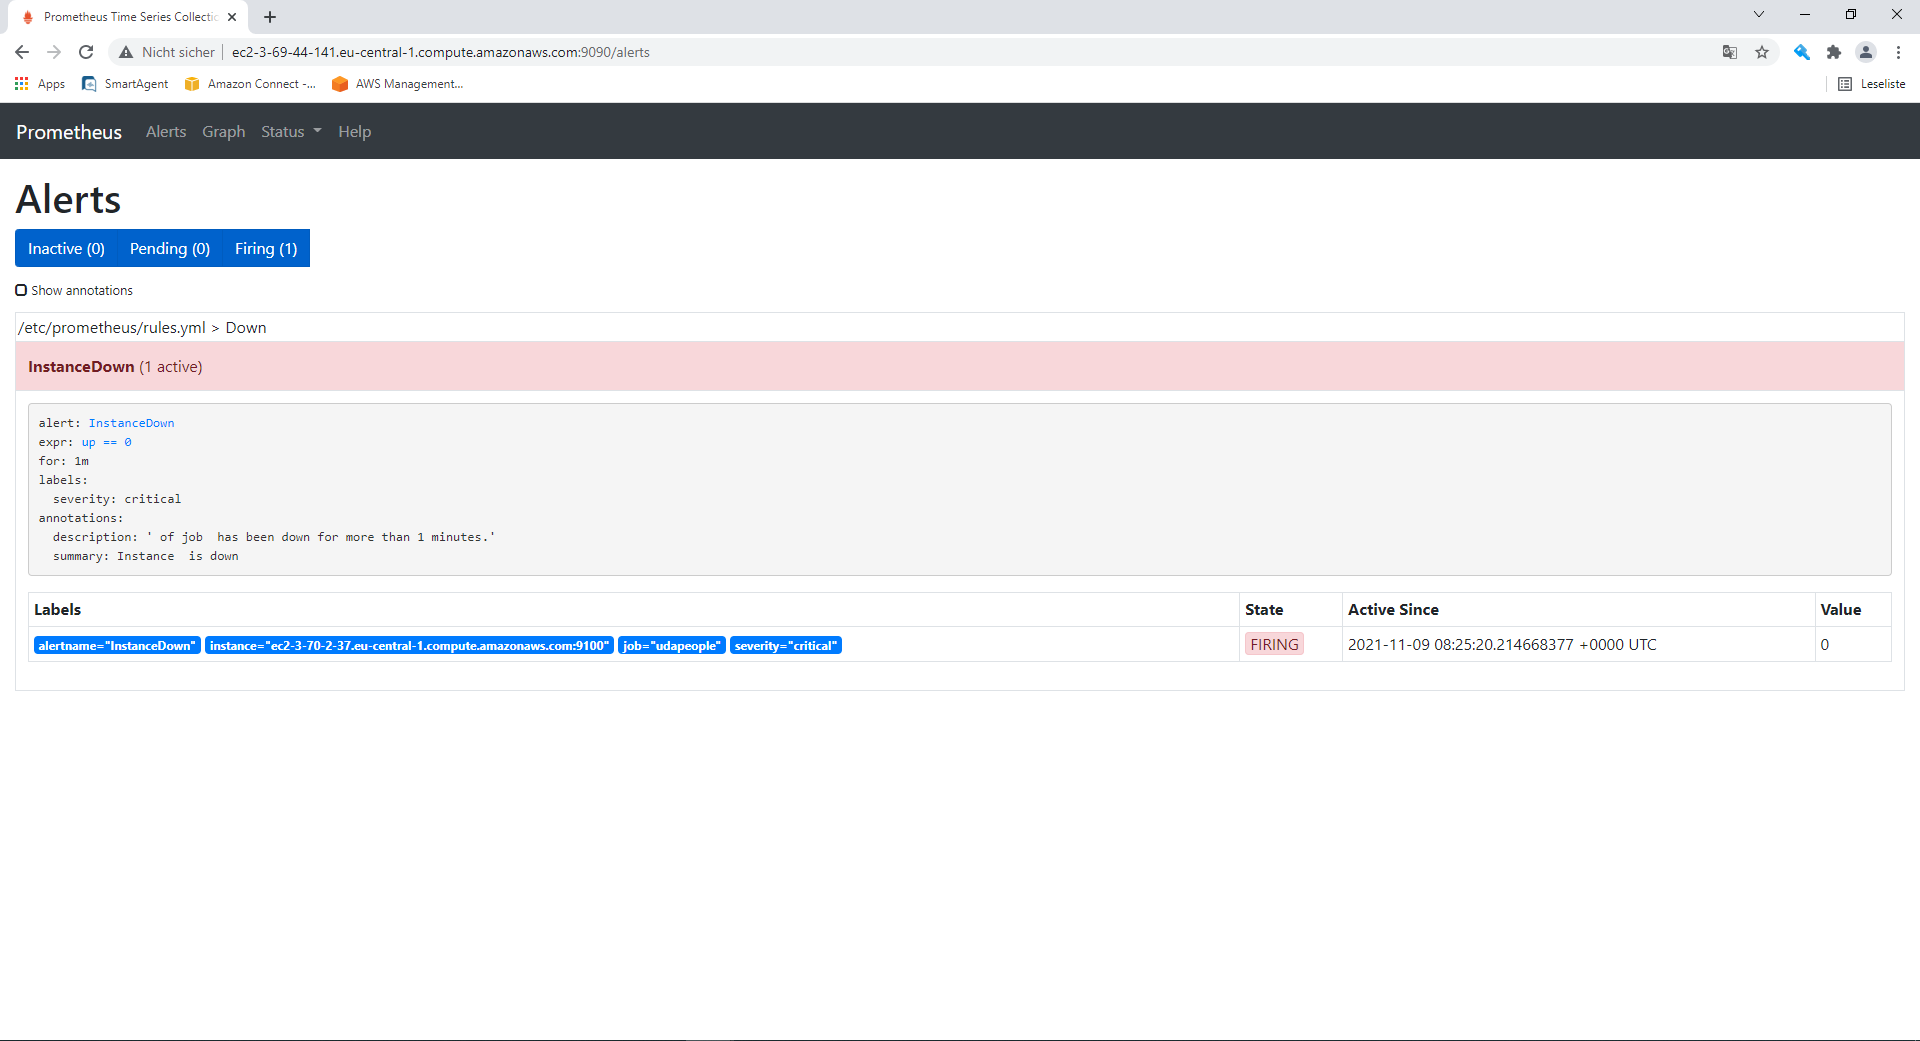 Prometheus Time Series Collectic
Nicht sicher ec2-3-69-44-141.eu-central-1.compute.amazonaws.com:9090/alerts
Apps SmartAgent Amazon Connect -... AWS Management... Leseliste
Prometheus Alerts Graph Status Help
Alerts
Inactive (0) Pending (0) Firing (1)
Show annotations
/etc/prometheus/rules.yml > Down
InstanceDown (1 active)
alert: InstanceDown
expr: up == 0
for: 1m
labels:
severity: critical
annotations:
description: ' of job  has been down for more than 1 minutes.'
summary: Instance  is down
Labels State Active Since Value
alertname="InstanceDown" instance="ec2-3-70-2-37.eu-central-1.compute.amazonaws.com:9100" job="udapeople" severity="critical" FIRING 2021-11-09 08:25:20.214668377 +0000 UTC 0